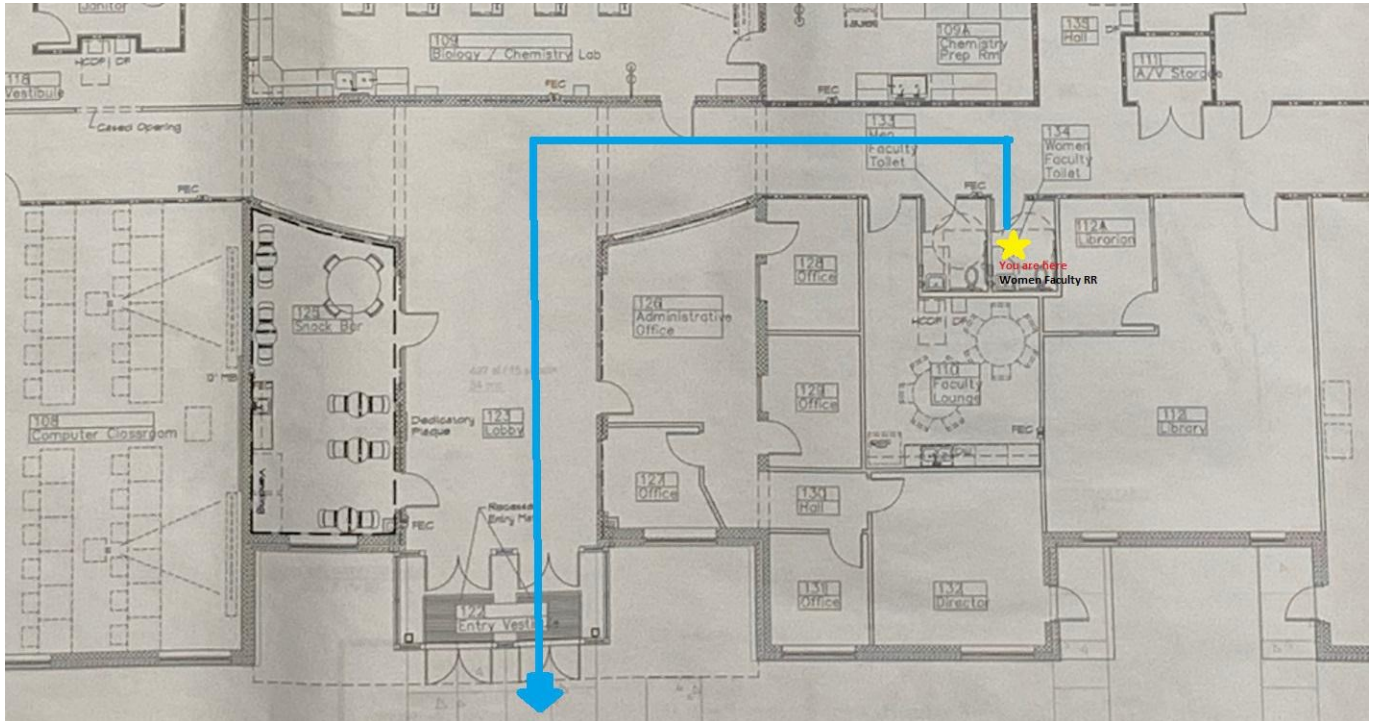 Janitor
HCDF DF
118
Vestibule
Cased Opening
109
Biology / Chemistry Lab
FEC
109A
Chemistry
Prep Rm
FEC
135
Hall
DF
111
A/V Storage
133
Men
Faculty
Toilet
134
Women
Faculty
Toilet
FEC
FEC
112A
Librarian
You are here
Women Faculty RR
128
Office
125
Snack Bar
126
Administrative
Office
HCDF DF
129
Office
110
Faculty
Lounge
FEC
108
Computer Classroom
Dedicatory
Plaque
123
Lobby
112
Library
Vending
127
Office
130
Hall
FEC
Recessed
Entry Mat
131
Office
132
Director
122
Entry Vestibule